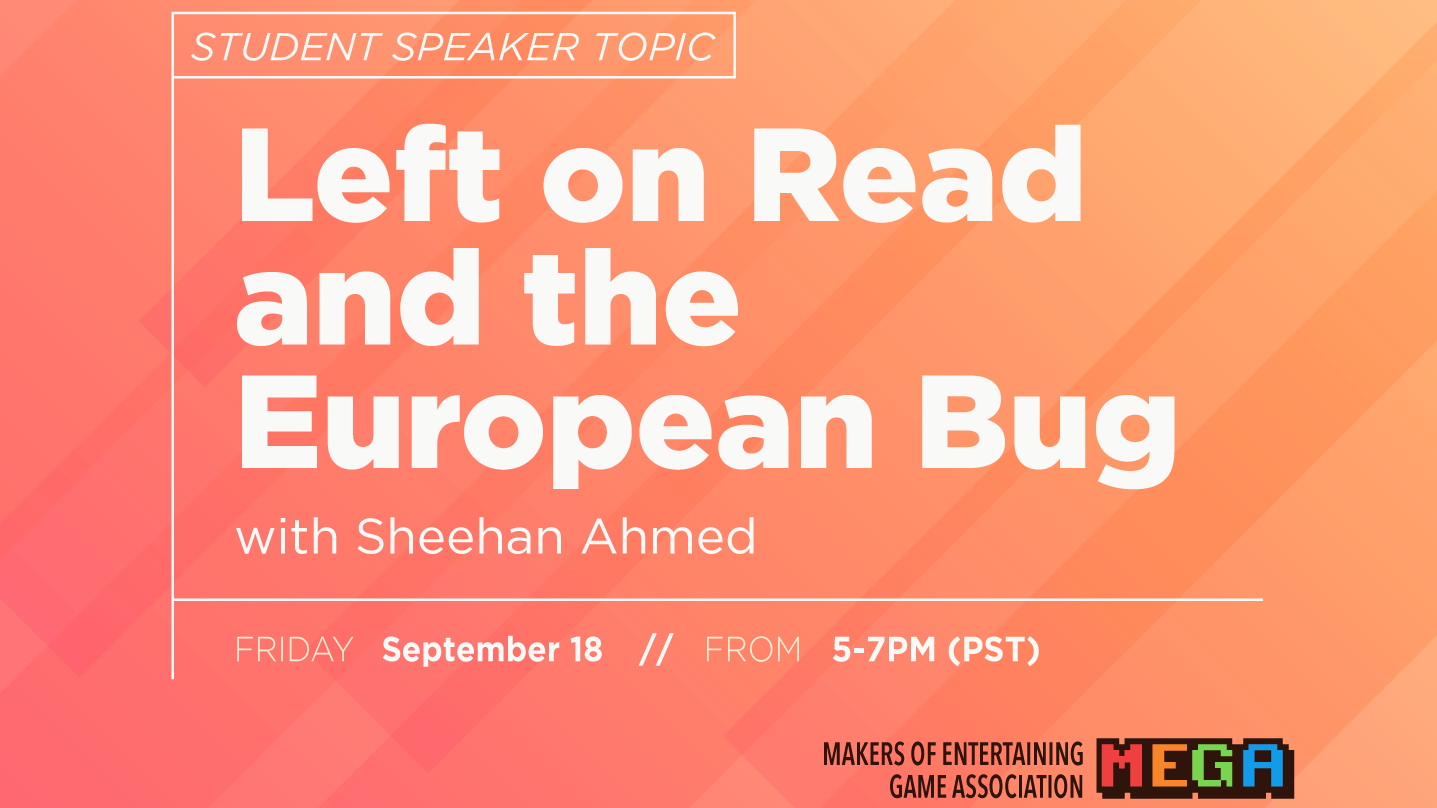 STUDENT SPEAKER TOPIC
Left on Read
and the
European Bug
with Sheehan Ahmed
FRIDAY September 18 // FROM 5-7PM (PST)
MAKERS OF ENTERTAINING
GAME ASSOCIATION
MEGA